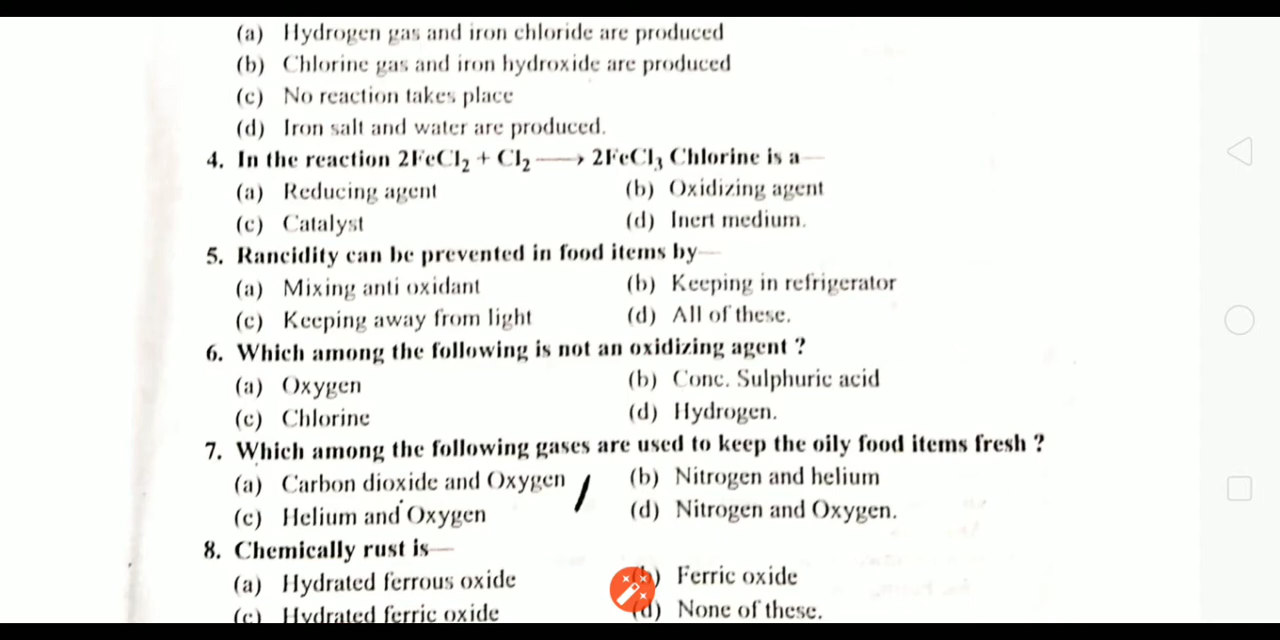 (a) Hydrogen gas and iron chloride are produced
(b) Chlorine gas and iron hydroxide are produced
(c) No reaction takes place
(d) Iron salt and water are produced.
4. In the reaction 2FeCl₂ + Cl₂ ⟶ 2FeCl₃ Chlorine is a—
(a) Reducing agent (b) Oxidizing agent
(c) Catalyst (d) Inert medium.
5. Rancidity can be prevented in food items by—
(a) Mixing anti oxidant (b) Keeping in refrigerator
(c) Keeping away from light (d) All of these.
6. Which among the following is not an oxidizing agent ?
(a) Oxygen (b) Conc. Sulphuric acid
(c) Chlorine (d) Hydrogen.
7. Which among the following gases are used to keep the oily food items fresh ?
(a) Carbon dioxide and Oxygen (b) Nitrogen and helium
(c) Helium and Oxygen (d) Nitrogen and Oxygen.
8. Chemically rust is—
(a) Hydrated ferrous oxide (b) Ferric oxide
(c) Hydrated ferric oxide (d) None of these.